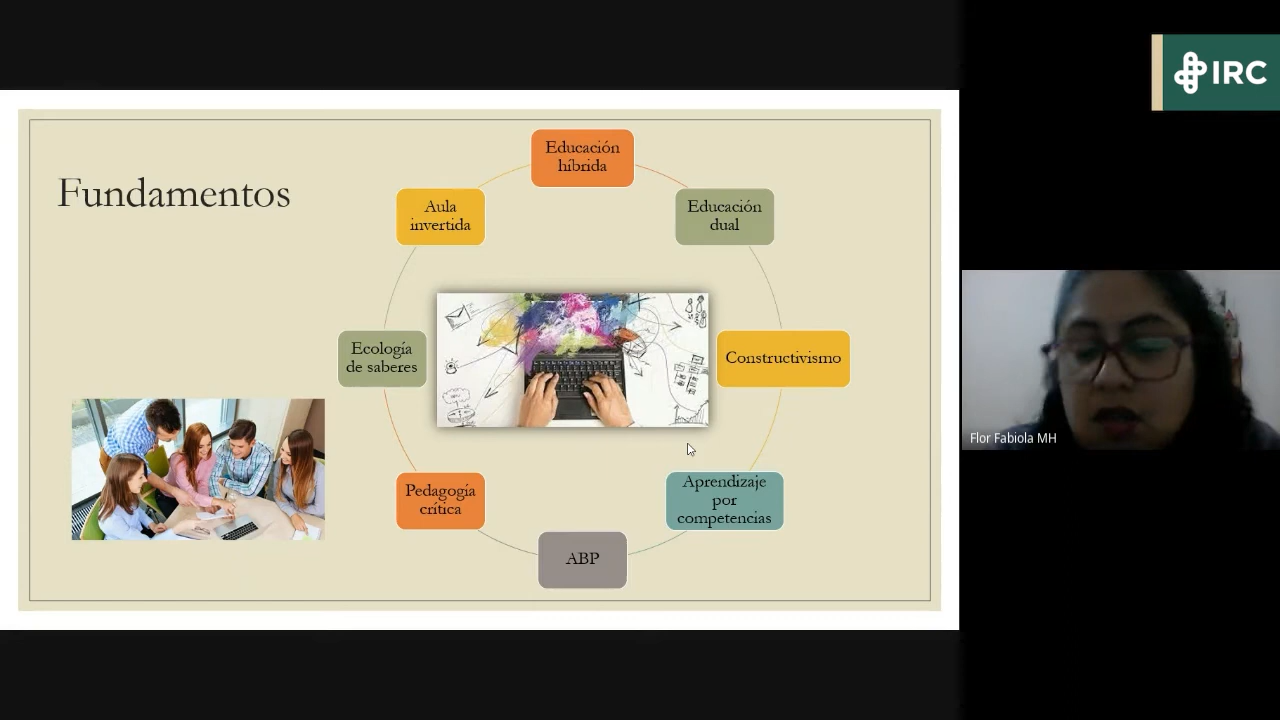 IRC
Fundamentos
Educación
híbrida
Educación
dual
Constructivismo
Aprendizaje
por
competencias
ABP
Pedagogía
crítica
Ecología
de saberes
Aula
invertida
Flor Fabiola MH